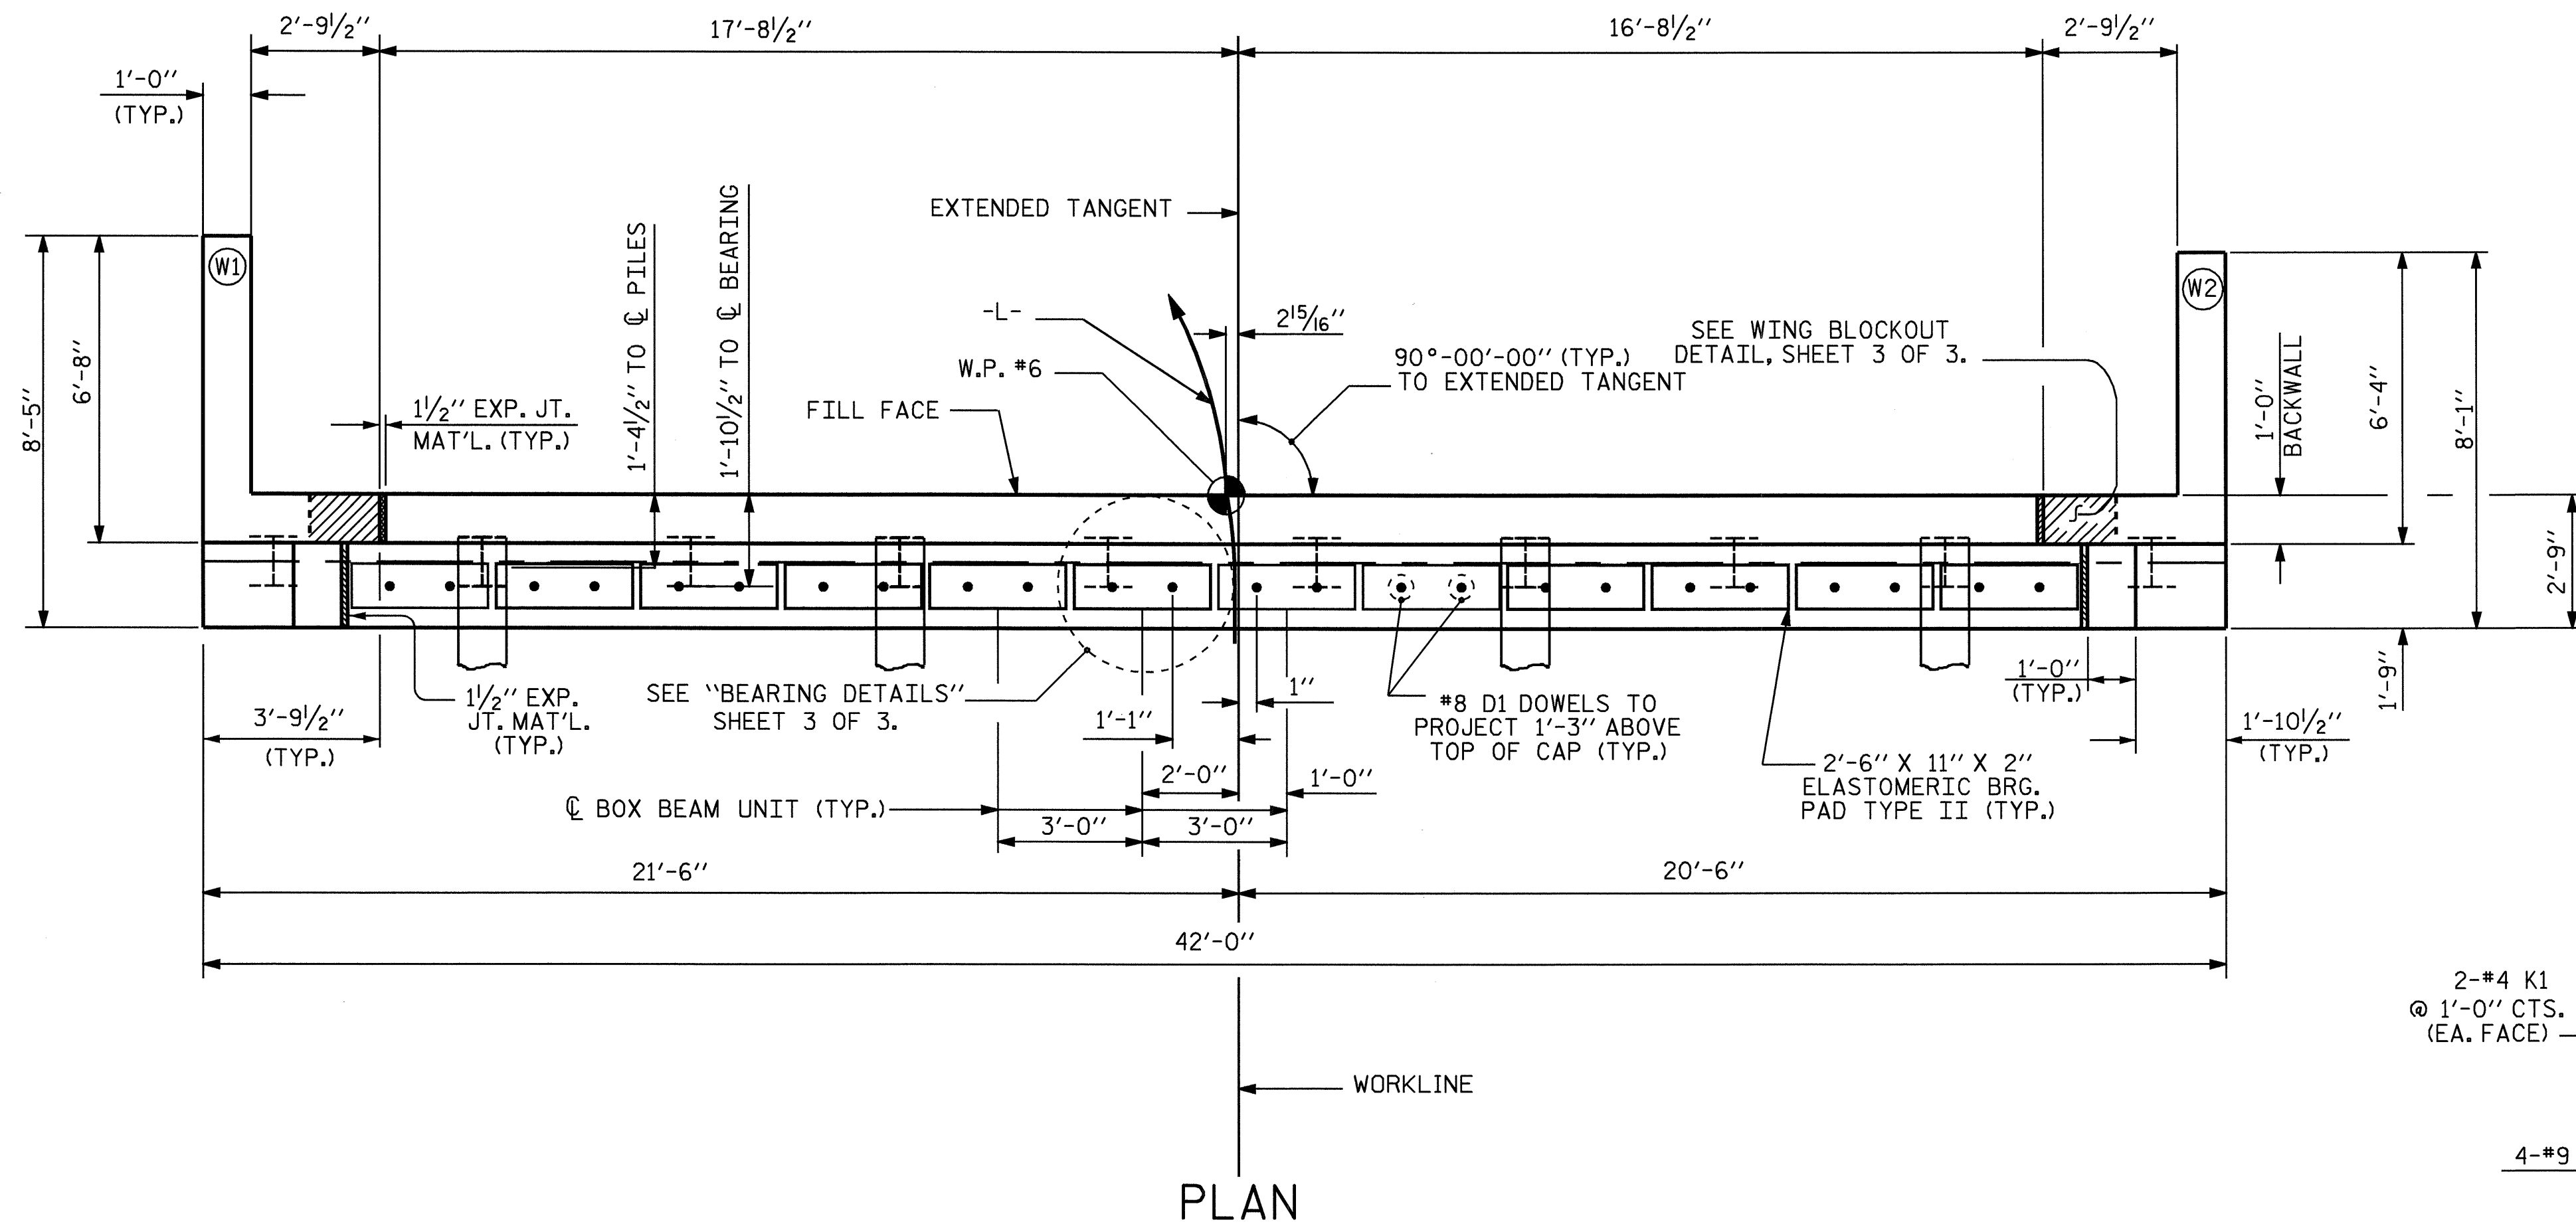 2'-9½"
17'-8½"
16'-8½"
2'-9½"
1'-0"
(TYP.)
EXTENDED TANGENT
W1
W2
8'-5"
6'-8"
1'-4½" TO ℄ PILES
1'-10½" TO ℄ BEARING
-L-
W.P. #6
FILL FACE
2 15/16"
90°-00'-00" (TYP.)
TO EXTENDED TANGENT
SEE WING BLOCKOUT
DETAIL, SHEET 3 OF 3.
1½" EXP. JT.
MAT'L. (TYP.)
1'-0"
BACKWALL
6'-4"
8'-1"
2'-9"
1'-9"
3'-9½"
(TYP.)
1½" EXP.
JT. MAT'L.
(TYP.)
SEE "BEARING DETAILS"
SHEET 3 OF 3.
1'-1"
1"
#8 D1 DOWELS TO
PROJECT 1'-3" ABOVE
TOP OF CAP (TYP.)
1'-0"
(TYP.)
1'-10½"
(TYP.)
2'-6" X 11" X 2"
ELASTOMERIC BRG.
PAD TYPE II (TYP.)
2'-0"
1'-0"
℄ BOX BEAM UNIT (TYP.)
3'-0"
3'-0"
21'-6"
20'-6"
42'-0"
2-#4 K1
@ 1'-0" CTS.
(EA. FACE)
WORKLINE
4-#9
PLAN